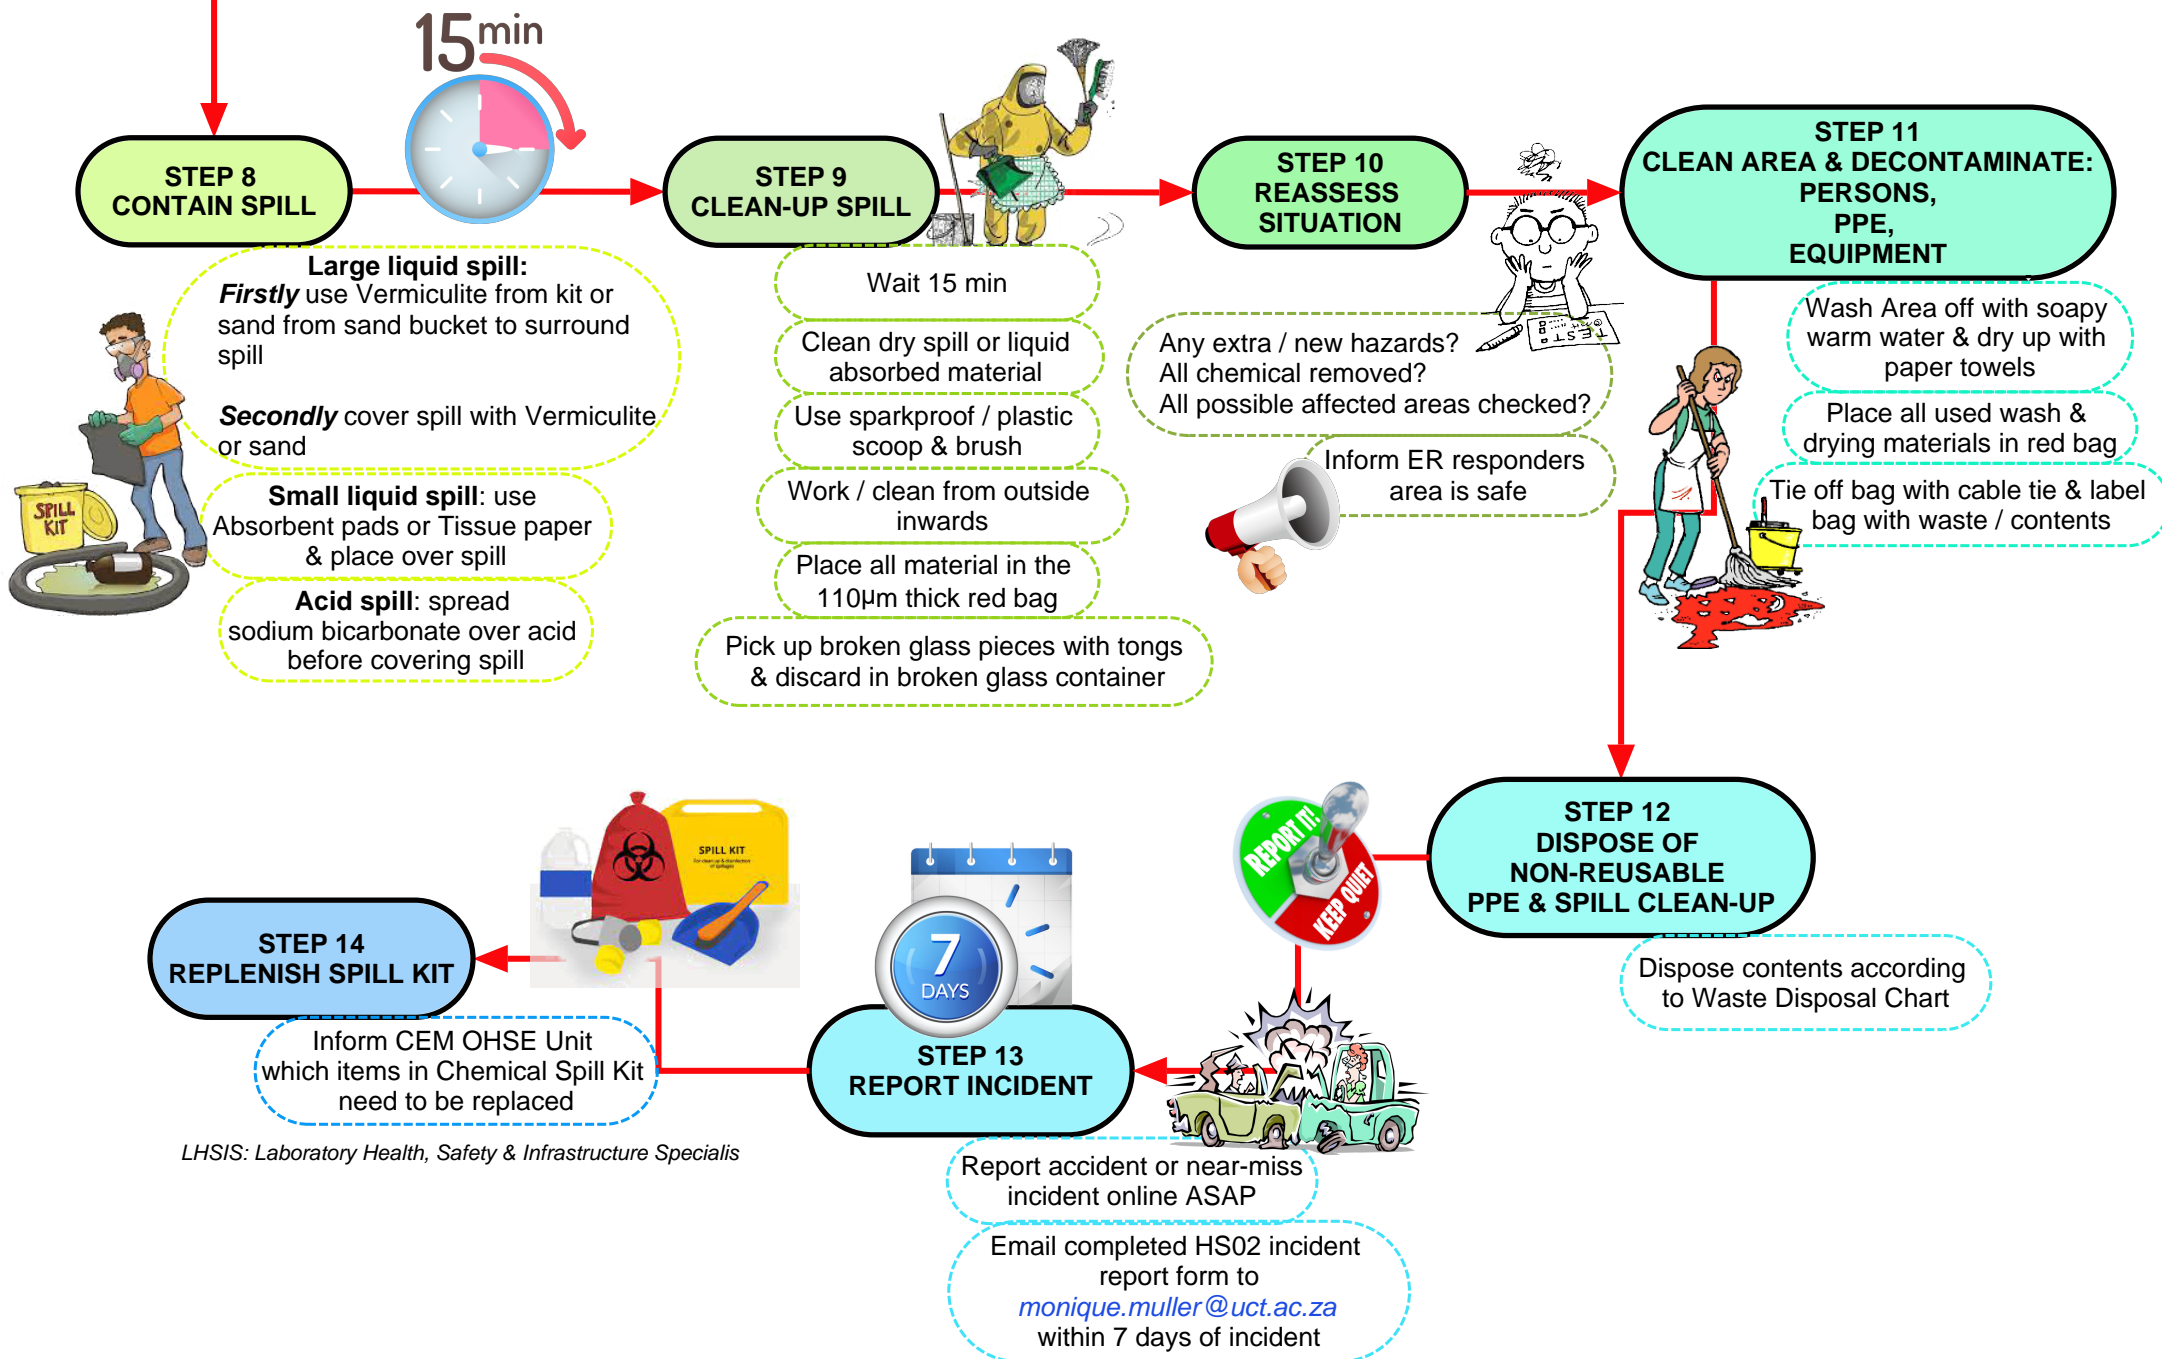 15 min
STEP 8
CONTAIN SPILL
Large liquid spill:
Firstly use Vermiculite from kit or
sand from sand bucket to surround
spill
Secondly cover spill with Vermiculite
or sand
Small liquid spill: use
Absorbent pads or Tissue paper
& place over spill
Acid spill: spread
sodium bicarbonate over acid
before covering spill
SPILL
KIT
STEP 9
CLEAN-UP SPILL
Wait 15 min
Clean dry spill or liquid
absorbed material
Use sparkproof / plastic
scoop & brush
Work / clean from outside
inwards
Place all material in the
110µm thick red bag
Pick up broken glass pieces with tongs
& discard in broken glass container
STEP 10
REASSESS
SITUATION
TEST
Any extra / new hazards?
All chemical removed?
All possible affected areas checked?
Inform ER responders
area is safe
STEP 11
CLEAN AREA & DECONTAMINATE:
PERSONS,
PPE,
EQUIPMENT
Wash Area off with soapy
warm water & dry up with
paper towels
Place all used wash &
drying materials in red bag
Tie off bag with cable tie & label
bag with waste / contents
STEP 12
DISPOSE OF
NON-REUSABLE
PPE & SPILL CLEAN-UP
Dispose contents according
to Waste Disposal Chart
REPORT IT!
KEEP QUIET
7
DAYS
STEP 13
REPORT INCIDENT
Report accident or near-miss
incident online ASAP
Email completed HS02 incident
report form to
monique.muller@uct.ac.za
within 7 days of incident
SPILL KIT
STEP 14
REPLENISH SPILL KIT
Inform CEM OHSE Unit
which items in Chemical Spill Kit
need to be replaced
LHSIS: Laboratory Health, Safety & Infrastructure Specialis